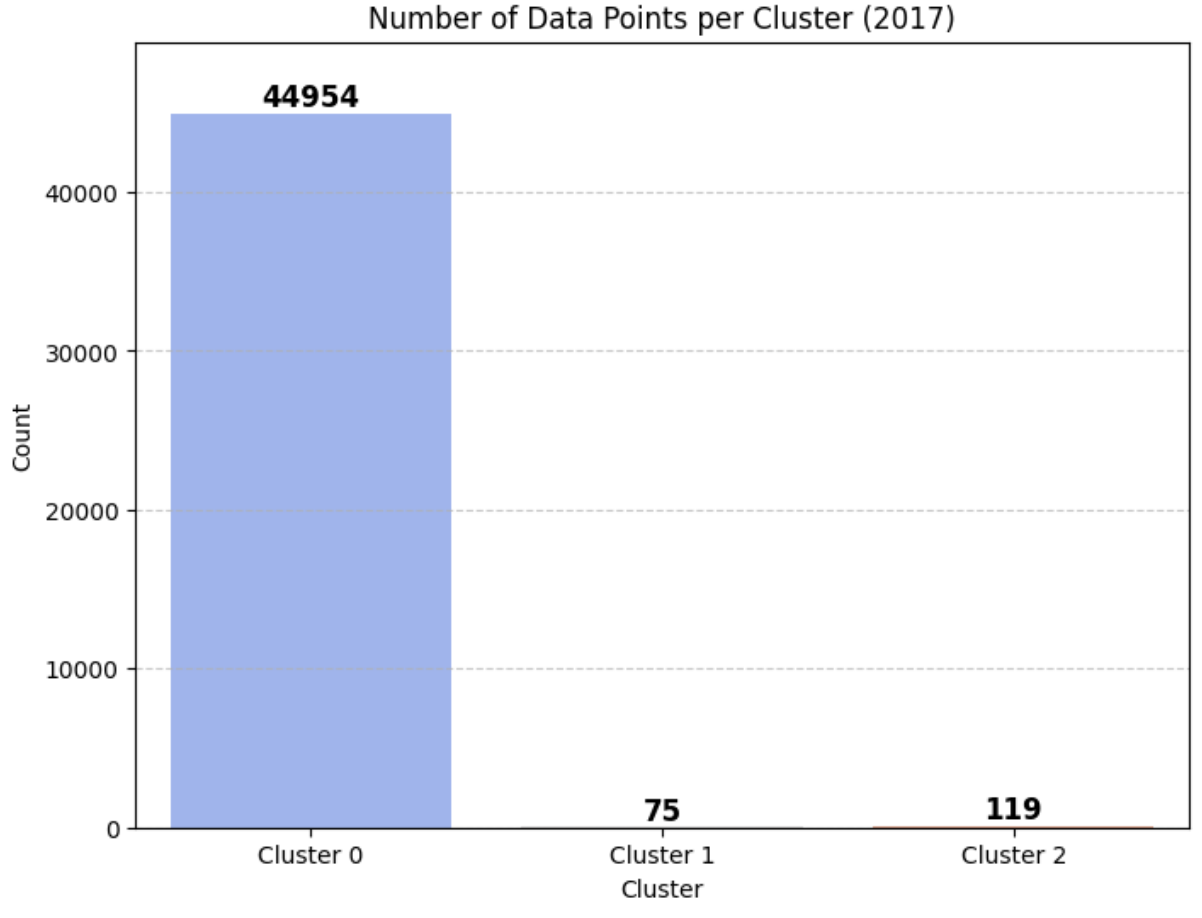 Number of Data Points per Cluster (2017)
44954
40000
30000
Count
20000
10000
75
119
0
Cluster 0
Cluster 1
Cluster 2
Cluster